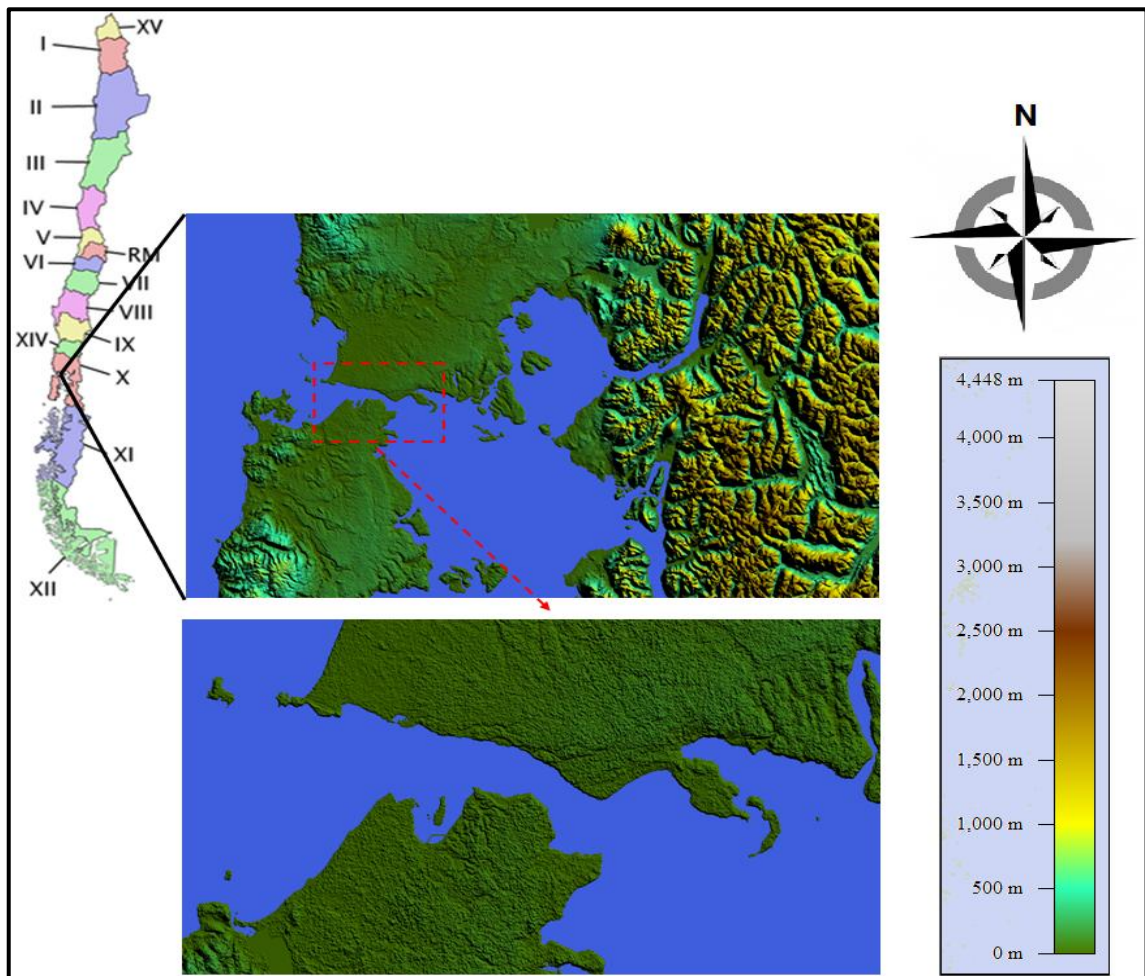 XV
I
II
III
IV
V
RM
VI
VII
VIII
XIV
IX
X
XI
XII
N
4,448 m
4,000 m
3,500 m
3,000 m
2,500 m
2,000 m
1,500 m
1,000 m
500 m
0 m